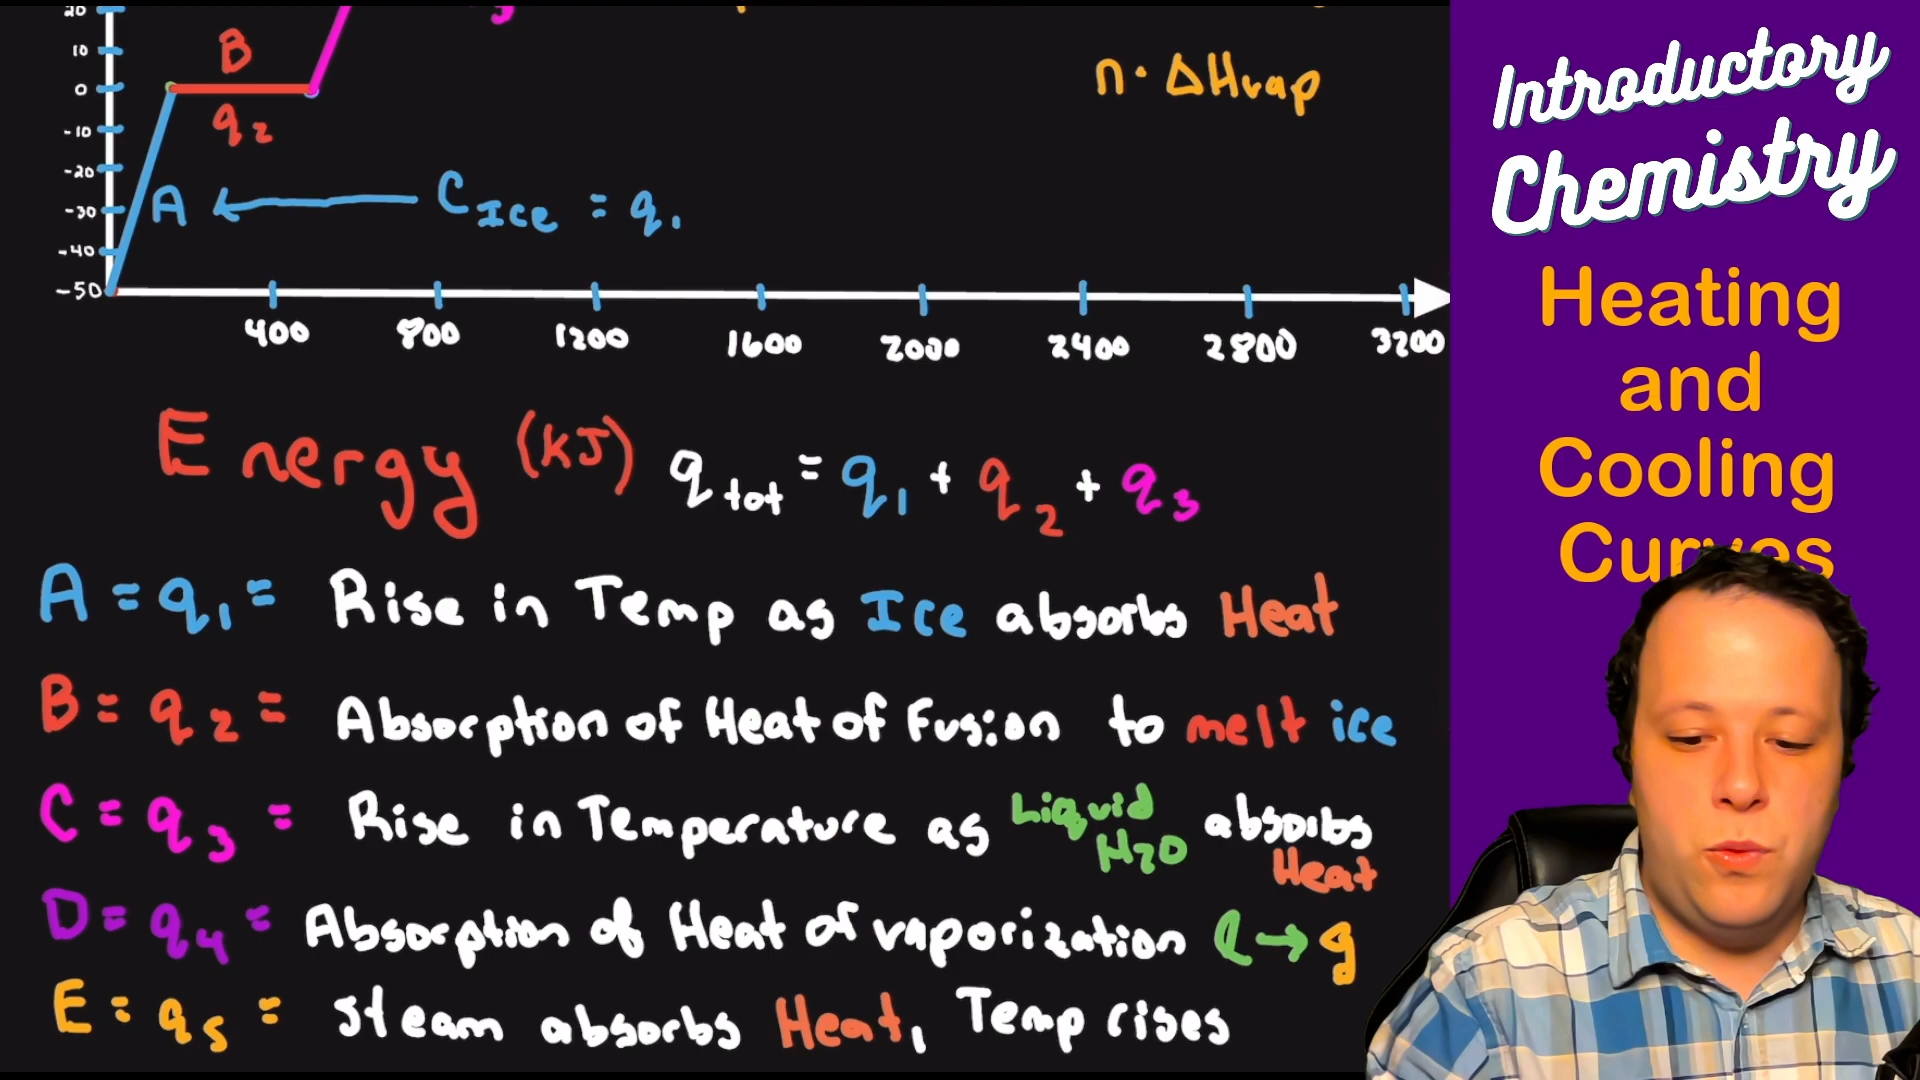 20
3
10
B
n · ΔHvap
0
-10
q2
-20
-30
A ← CIce = q1
-40
-50
400 800 1200 1600 2000 2400 2800 3200
Energy (kJ) qtot = q1 + q2 + q3
A = q1 = Rise in Temp as Ice absorbs Heat
B = q2 = Absorption of Heat of Fusion to melt ice
C = q3 = Rise in Temperature as Liquid H2O absorbs Heat
D = q4 = Absorption of Heat of vaporization l → g
E = q5 = steam absorbs Heat, Temp rises
Introductory
Chemistry
Heating
and
Cooling
Curves